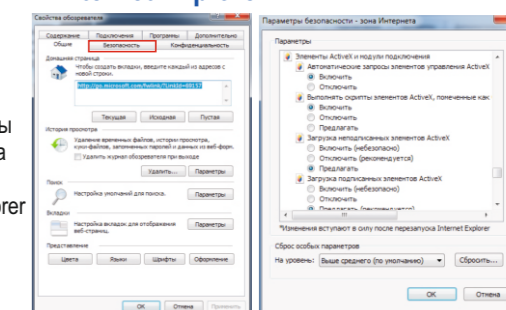 ы
а
orer
Свойства обозревателя
Содержание Подключения Программы Дополнительно
Общие Безопасность Конфиденциальность
Домашняя страница
Чтобы создать вкладки, введите каждый из адресов с
новой строки.
http://go.microsoft.com/fwlink/?LinkId=69157
Текущая Исходная Пустая
История просмотра
Удаление временных файлов, истории просмотра,
куки-файлов, заполненных паролей и данных из веб-форм.
Удалить журнал обозревателя при выходе
Удалить... Параметры
Поиск
Настройка умолчаний для поиска. Параметры
Вкладки
Настройка вкладок для отображения
веб-страниц. Параметры
Представление
Цвета Языки Шрифты Оформление
ОК Отмена Применить
Параметры безопасности - зона Интернета
Параметры
Элементы ActiveX и модули подключения
Автоматические запросы элементов управления ActiveX
Включить
Отключить
Выполнять скрипты элементов ActiveX, помеченные как
Включить
Отключить
Предлагать
Загрузка неподписанных элементов ActiveX
Включить (небезопасно)
Отключить (рекомендуется)
Предлагать
Загрузка подписанных элементов ActiveX
Включить (небезопасно)
Отключить
Предлагать (рекомендуется)
*Изменения вступают в силу после перезапуска Internet Explorer
Сброс особых параметров
На уровень: Выше среднего (по умолчанию) Сбросить...
ОК Отмена